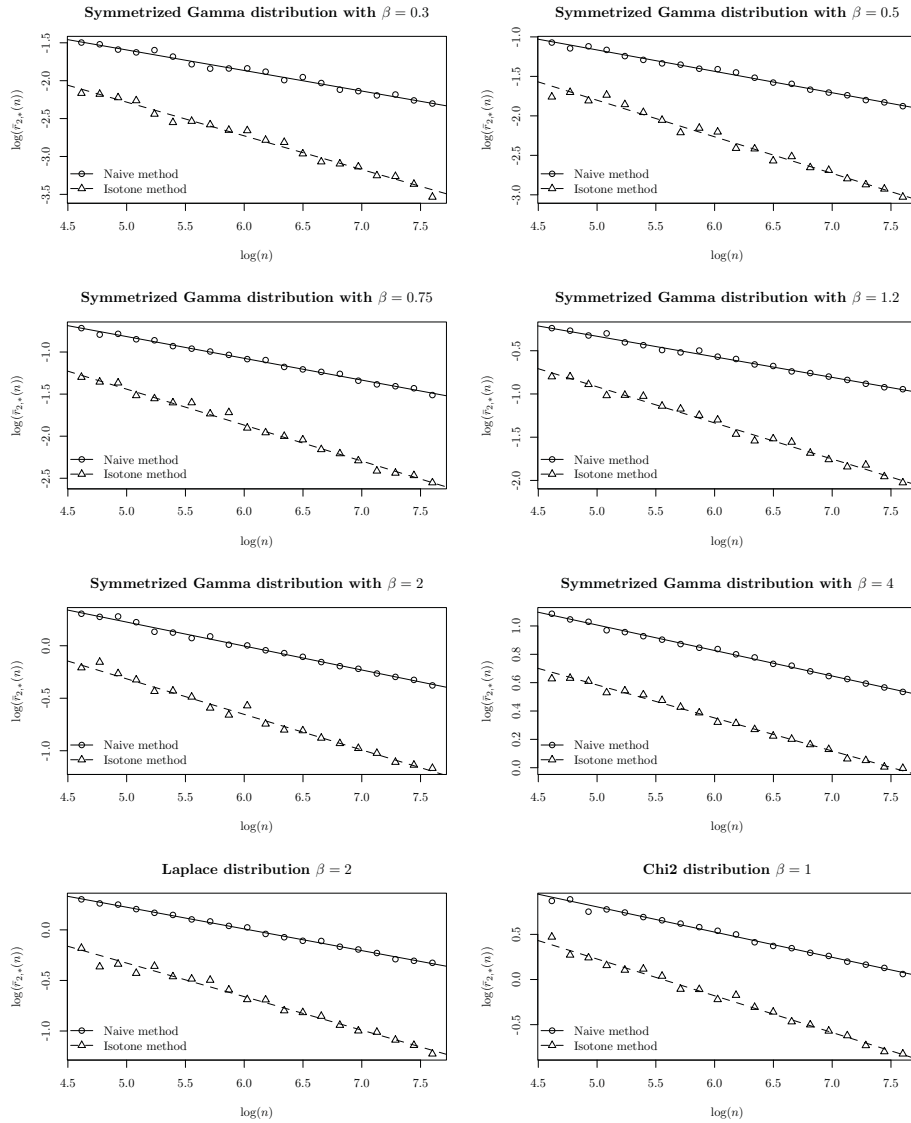 Symmetrized Gamma distribution with β = 0.3
-1.5
-2.0
-2.5
-3.0
-3.5
log(r̄₂,∗(n))
Naive method
Isotone method
4.5 5.0 5.5 6.0 6.5 7.0 7.5
log(n)
Symmetrized Gamma distribution with β = 0.5
-1.0
-1.5
-2.0
-2.5
-3.0
log(r̄₂,∗(n))
Naive method
Isotone method
4.5 5.0 5.5 6.0 6.5 7.0 7.5
log(n)
Symmetrized Gamma distribution with β = 0.75
-1.0
-1.5
-2.0
-2.5
log(r̄₂,∗(n))
Naive method
Isotone method
4.5 5.0 5.5 6.0 6.5 7.0 7.5
log(n)
Symmetrized Gamma distribution with β = 1.2
-0.5
-1.0
-1.5
-2.0
log(r̄₂,∗(n))
Naive method
Isotone method
4.5 5.0 5.5 6.0 6.5 7.0 7.5
log(n)
Symmetrized Gamma distribution with β = 2
0.0
-0.5
-1.0
log(r̄₂,∗(n))
Naive method
Isotone method
4.5 5.0 5.5 6.0 6.5 7.0 7.5
log(n)
Symmetrized Gamma distribution with β = 4
1.0
0.8
0.6
0.4
0.2
0.0
log(r̄₂,∗(n))
Naive method
Isotone method
4.5 5.0 5.5 6.0 6.5 7.0 7.5
log(n)
Laplace distribution β = 2
0.0
-0.5
-1.0
log(r̄₂,∗(n))
Naive method
Isotone method
4.5 5.0 5.5 6.0 6.5 7.0 7.5
log(n)
Chi2 distribution β = 1
0.5
0.0
-0.5
log(r̄₂,∗(n))
Naive method
Isotone method
4.5 5.0 5.5 6.0 6.5 7.0 7.5
log(n)